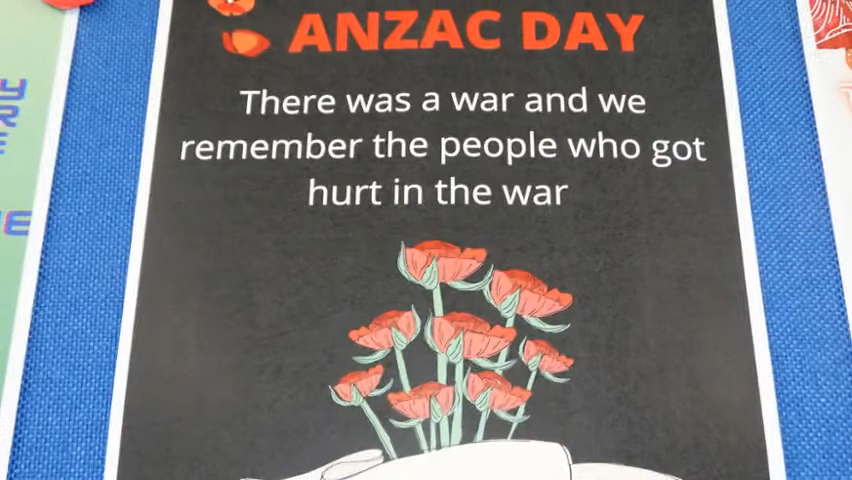 ANZAC DAY
There was a war and we
remember the people who got
hurt in the war